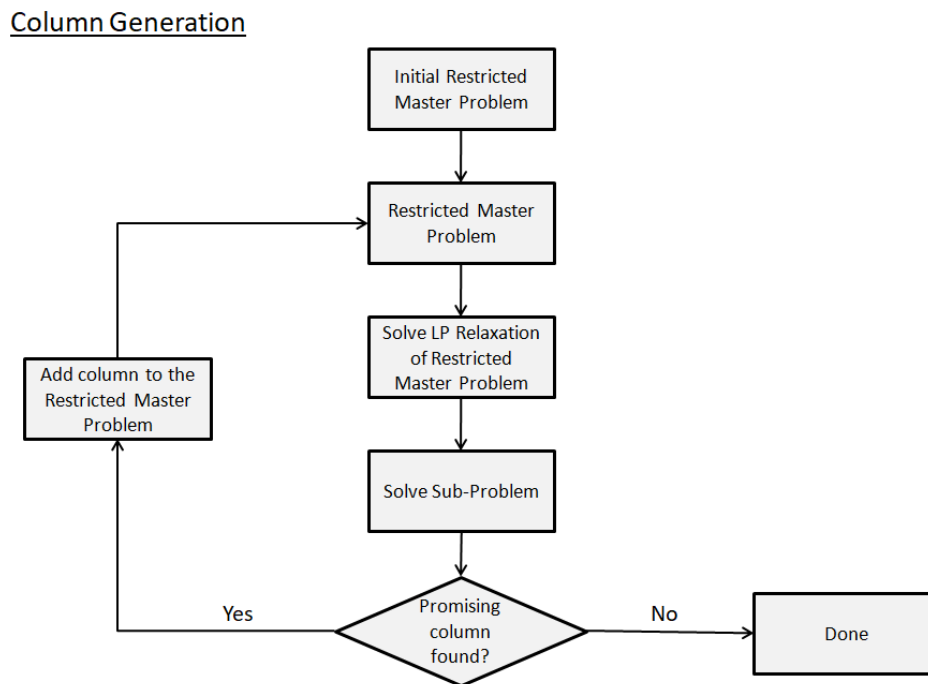 Column Generation
Initial Restricted
Master Problem
Restricted Master
Problem
Solve LP Relaxation
of Restricted
Master Problem
Add column to the
Restricted Master
Problem
Solve Sub-Problem
Promising
column
found?
Yes
No
Done